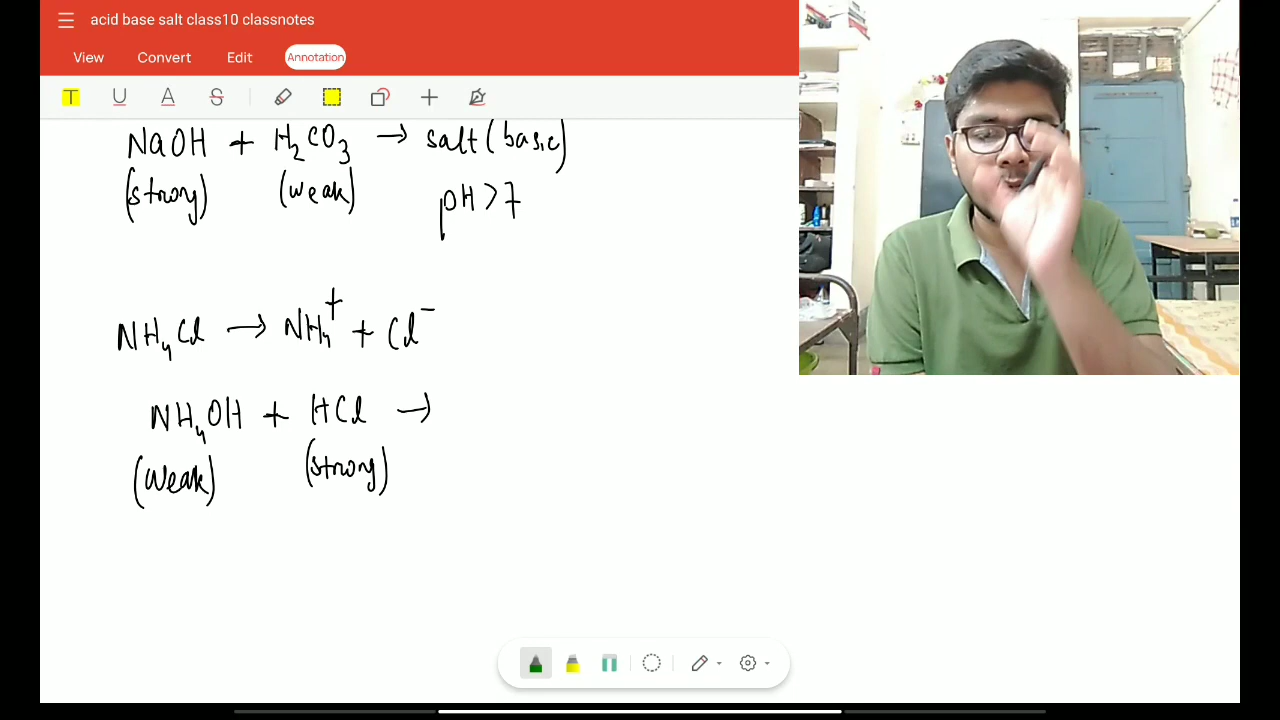 acid base salt class10 classnotes
View Convert Edit Annotation
T U A S
NaOH + H₂CO₃ → salt (basic)
(strong) (weak) pH > 7
NH₄Cl → NH₄⁺ + Cl⁻
NH₄OH + HCl →
(Weak) (strong)